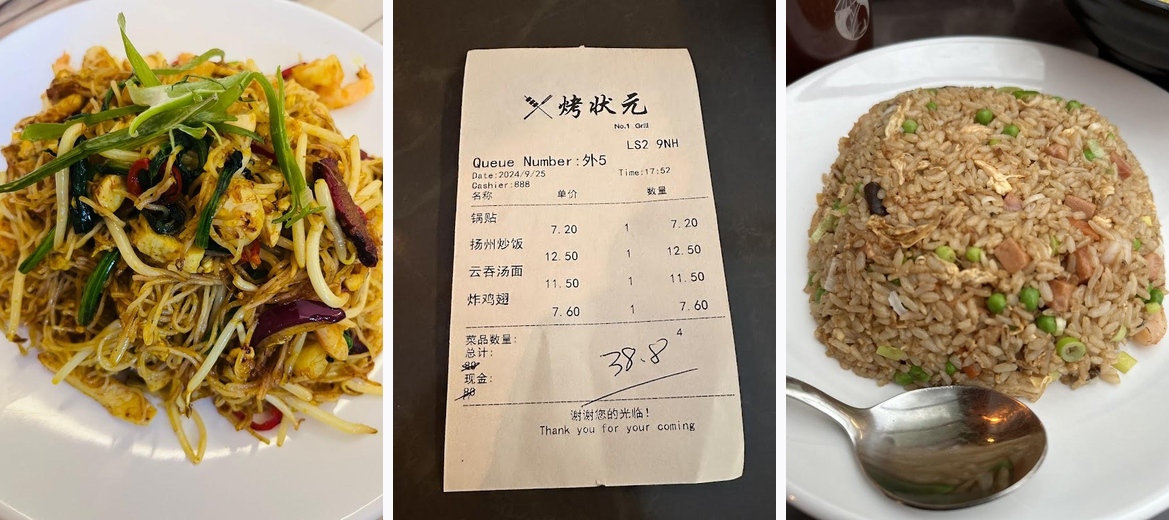 烤状元
No.1 Grill
LS2 9NH
Queue Number:外5
Date:2024/9/25 Time:17:52
Cashier:888
名称 单价 数量
锅贴
7.20 1 7.20
扬州炒饭
12.50 1 12.50
云吞汤面
11.50 1 11.50
炸鸡翅
7.60 1 7.60
菜品数量: 4
总计:
38.8
现金:
谢谢您的光临!
Thank you for your coming